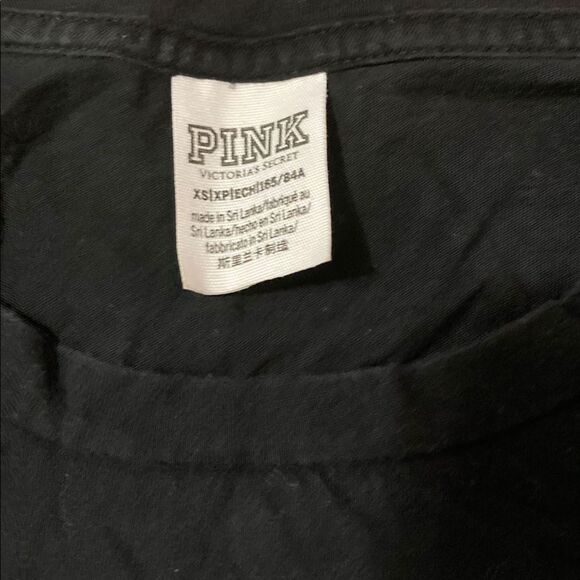 PINK
VICTORIA'S SECRET
XS|XP|ECH|165/84A
made in Sri Lanka/fabriqué au
Sri Lanka/hecho en Sri Lanka/
fabbricato in Sri Lanka/
斯里兰卡制造